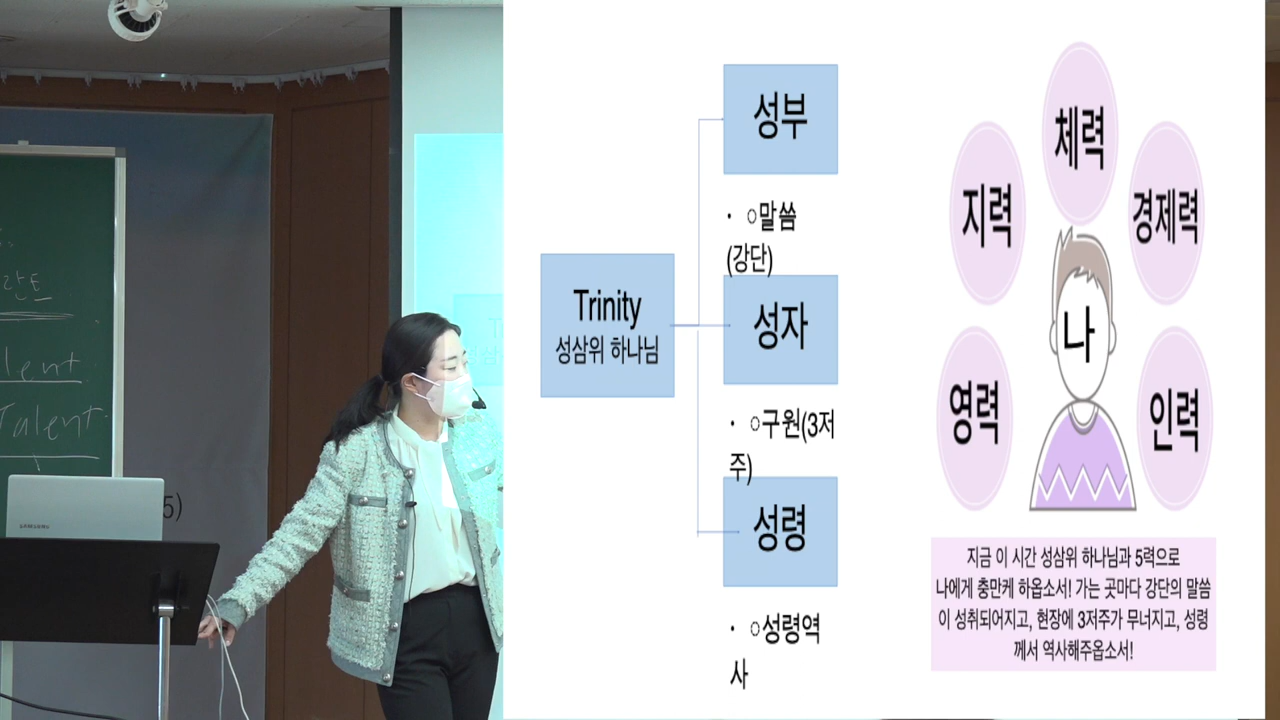 란트
lent
Talent
5)
Trinity
성삼위 하나님
성부
· ○말씀
(강단)
성자
· ○구원(3저
주)
성령
· ○성령역
사
체력
지력
경제력
나
영력
인력
지금 이 시간 성삼위 하나님과 5력으로
나에게 충만케 하옵소서! 가는 곳마다 강단의 말씀
이 성취되어지고, 현장에 3저주가 무너지고, 성령
께서 역사해주옵소서!